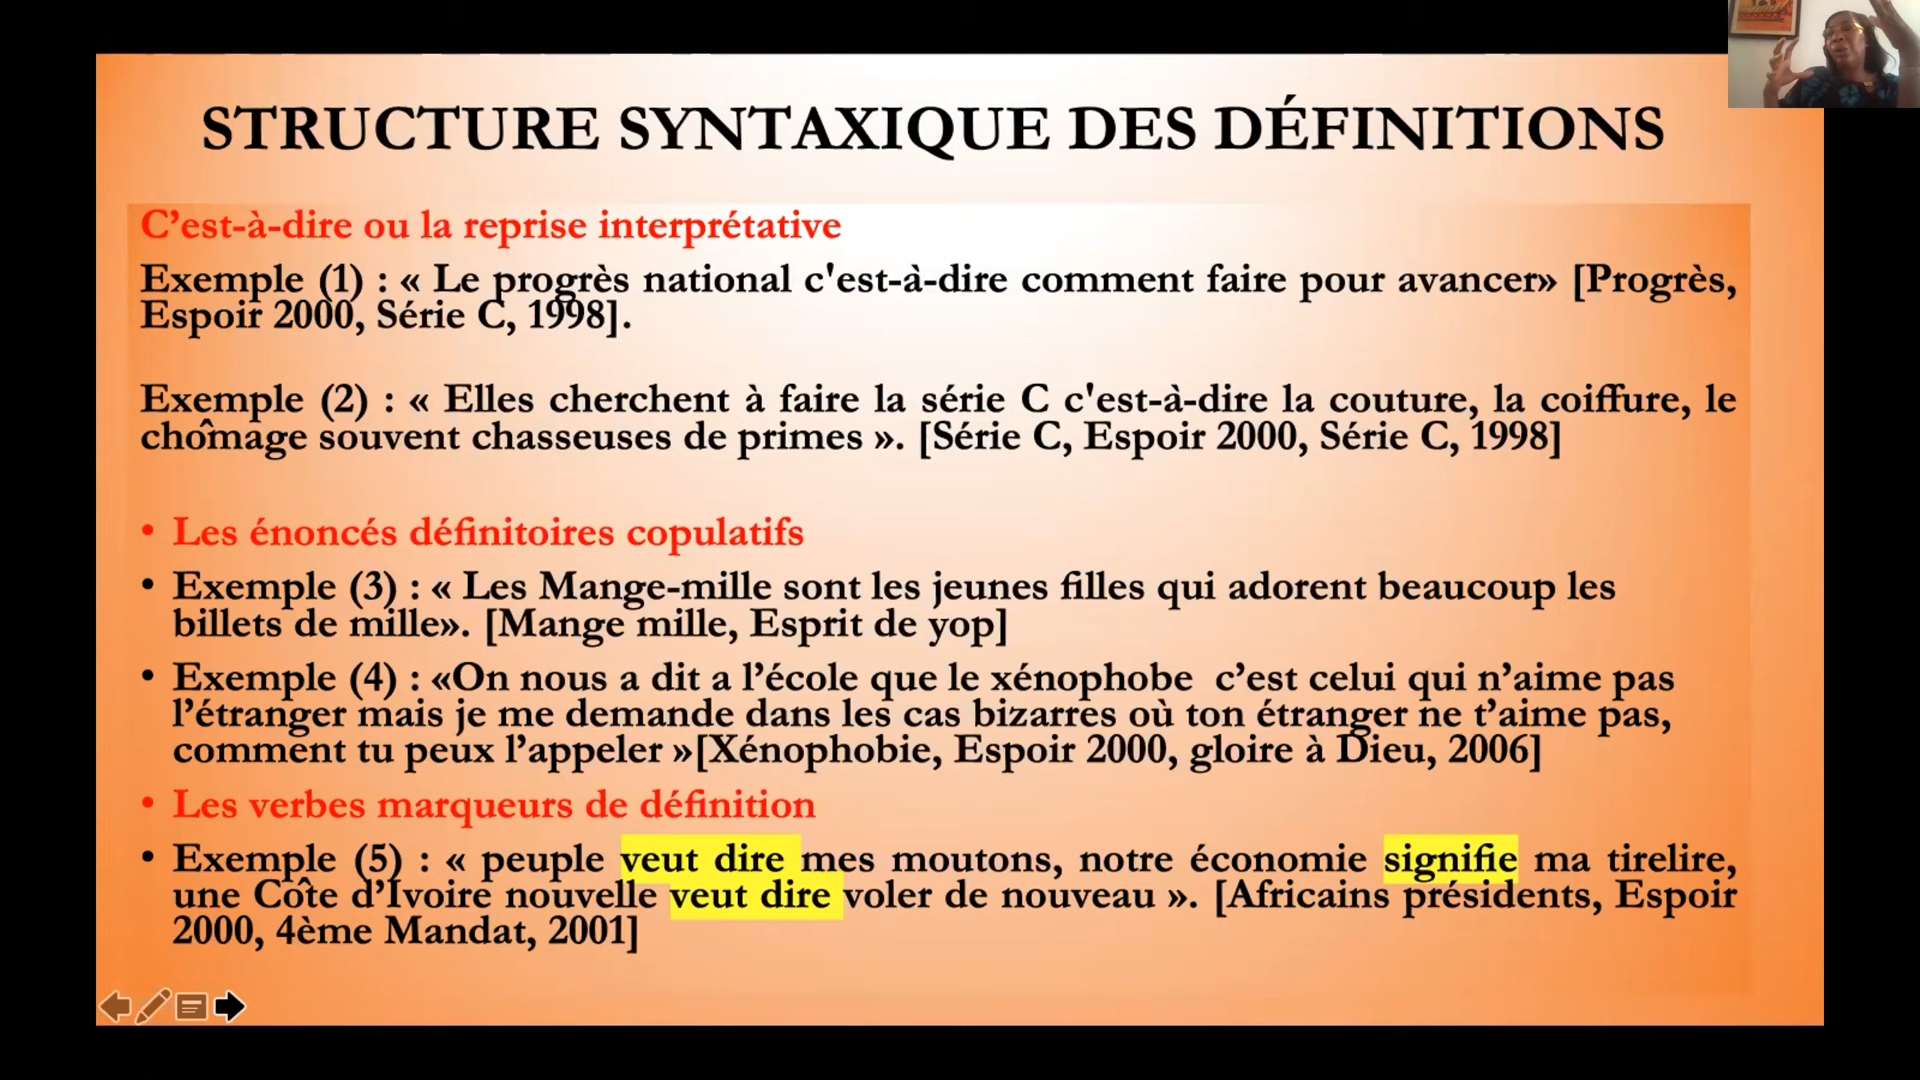 STRUCTURE SYNTAXIQUE DES DÉFINITIONS
C’est-à-dire ou la reprise interprétative
Exemple (1) : « Le progrès national c'est-à-dire comment faire pour avancer» [Progrès,
Espoir 2000, Série C, 1998].
Exemple (2) : « Elles cherchent à faire la série C c'est-à-dire la couture, la coiffure, le
chômage souvent chasseuses de primes ». [Série C, Espoir 2000, Série C, 1998]
• Les énoncés définitoires copulatifs
• Exemple (3) : « Les Mange-mille sont les jeunes filles qui adorent beaucoup les
billets de mille». [Mange mille, Esprit de yop]
• Exemple (4) : «On nous a dit a l’école que le xénophobe c’est celui qui n’aime pas
l’étranger mais je me demande dans les cas bizarres où ton étranger ne t’aime pas,
comment tu peux l’appeler »[Xénophobie, Espoir 2000, gloire à Dieu, 2006]
• Les verbes marqueurs de définition
• Exemple (5) : « peuple veut dire mes moutons, notre économie signifie ma tirelire,
une Côte d’Ivoire nouvelle veut dire voler de nouveau ». [Africains présidents, Espoir
2000, 4ème Mandat, 2001]